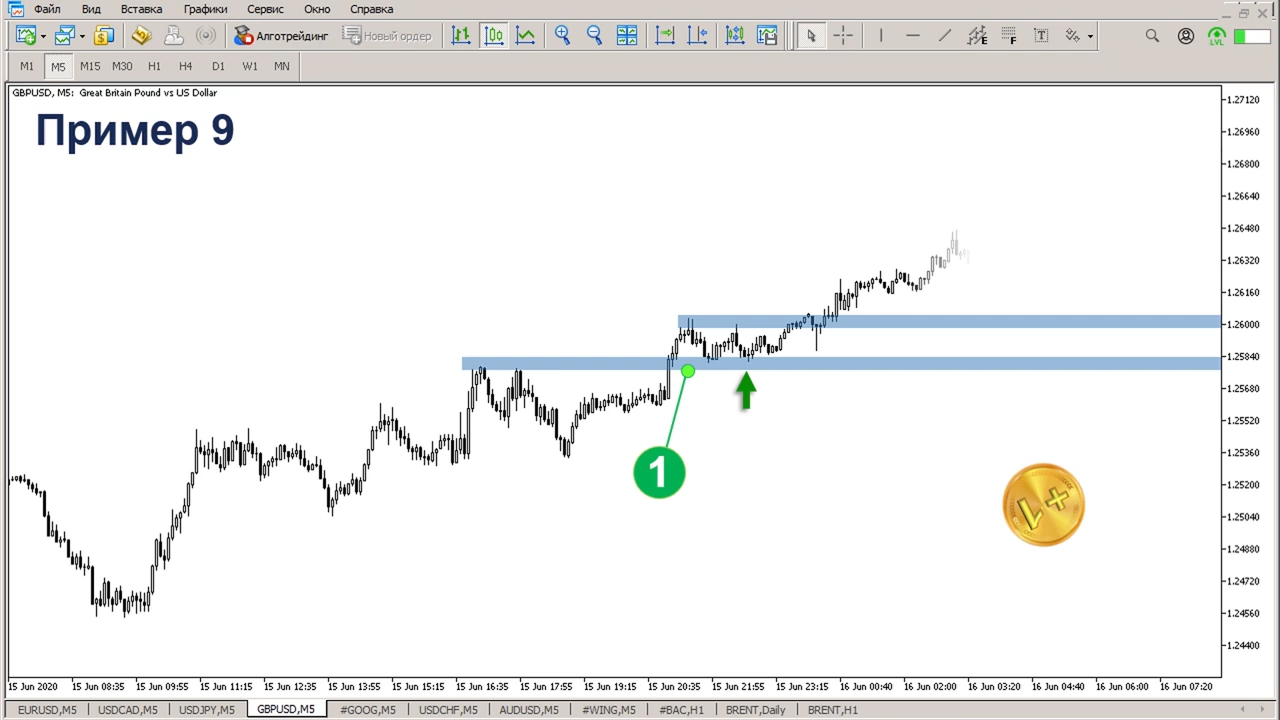 Файл Вид Вставка Графики Сервис Окно Справка
Алготрейдинг Новый ордер E F T LVL
M1 M5 M15 M30 H1 H4 D1 W1 MN
GBPUSD, M5: Great Britain Pound vs US Dollar
Пример 9
1.27120
1.26960
1.26800
1.26640
1.26480
1.26320
1.26160
1.26000
1.25840
1.25680
1.25520
1.25360
1.25200
1.25040
1.24880
1.24720
1.24560
1.24400
1
1+
15 Jun 2020 15 Jun 08:35 15 Jun 09:55 15 Jun 11:15 15 Jun 12:35 15 Jun 13:55 15 Jun 15:15 15 Jun 16:35 15 Jun 17:55 15 Jun 19:15 15 Jun 20:35 15 Jun 21:55 15 Jun 23:15 16 Jun 00:40 16 Jun 02:00 16 Jun 03:20 16 Jun 04:40 16 Jun 06:00 16 Jun 07:20
EURUSD,M5 USDCAD,M5 USDJPY,M5 GBPUSD,M5 #GOOG,M5 USDCHF,M5 AUDUSD,M5 #WING,M5 #BAC,H1 BRENT,Daily BRENT,H1